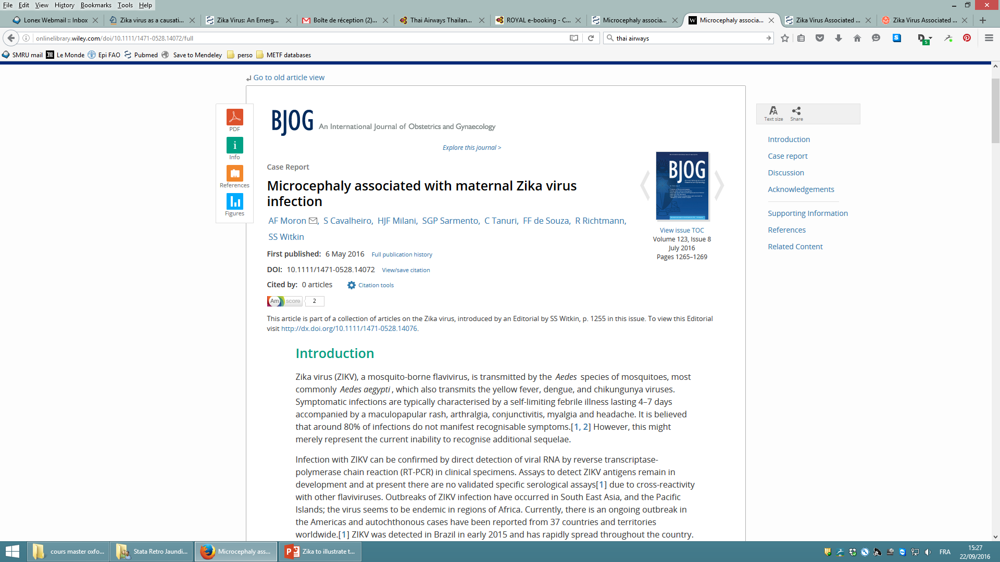 File Edit View History Bookmarks Tools Help
Lonex Webmail :: Inbox
Zika virus as a causati...
Zika Virus: An Emerg...
Boîte de réception (2)...
Thai Airways Thailan...
ROYAL e-booking - C...
Microcephaly associa...
Microcephaly associa...
Zika Virus Associated ...
Zika Virus Associated ...
onlinelibrary.wiley.com/doi/10.1111/1471-0528.14072/full
thai airways
5
SMRU mail Le Monde Epi FAO Pubmed Save to Mendeley perso METF databases
Go to old article view
PDF
Info
References
Figures
BJOG An International Journal of Obstetrics and Gynaecology
Explore this journal >
Case Report
Microcephaly associated with maternal Zika virus
infection
AF Moron, S Cavalheiro, HJF Milani, SGP Sarmento, C Tanuri, FF de Souza, R Richtmann,
SS Witkin
First published: 6 May 2016 Full publication history
DOI: 10.1111/1471-0528.14072 View/save citation
Cited by: 0 articles Citation tools
Am score 2
BJOG
View issue TOC
Volume 123, Issue 8
July 2016
Pages 1265–1269
Text size Share
Introduction
Case report
Discussion
Acknowledgements
Supporting Information
References
Related Content
This article is part of a collection of articles on the Zika virus, introduced by an Editorial by SS Witkin, p. 1255 in this issue. To view this Editorial
visit http://dx.doi.org/10.1111/1471-0528.14076.
Introduction
Zika virus (ZIKV), a mosquito-borne flavivirus, is transmitted by the Aedes species of mosquitoes, most
commonly Aedes aegypti, which also transmits the yellow fever, dengue, and chikungunya viruses.
Symptomatic infections are typically characterised by a self-limiting febrile illness lasting 4–7 days
accompanied by a maculopapular rash, arthralgia, conjunctivitis, myalgia and headache. It is believed
that around 80% of infections do not manifest recognisable symptoms.[1, 2] However, this might
merely represent the current inability to recognise additional sequelae.
Infection with ZIKV can be confirmed by direct detection of viral RNA by reverse transcriptase-
polymerase chain reaction (RT-PCR) in clinical specimens. Assays to detect ZIKV antigens remain in
development and at present there are no validated specific serological assays[1] due to cross-reactivity
with other flaviviruses. Outbreaks of ZIKV infection have occurred in South East Asia, and the Pacific
Islands; the virus seems to be endemic in regions of Africa. Currently, there is an ongoing outbreak in
the Americas and autochthonous cases have been reported from 37 countries and territories
worldwide.[1] ZIKV was detected in Brazil in early 2015 and has rapidly spread throughout the country.
cours master oxfo...
Stata Retro Jaundi...
Microcephaly ass...
Zika to illustrate t...
FRA
15:27
22/09/2016